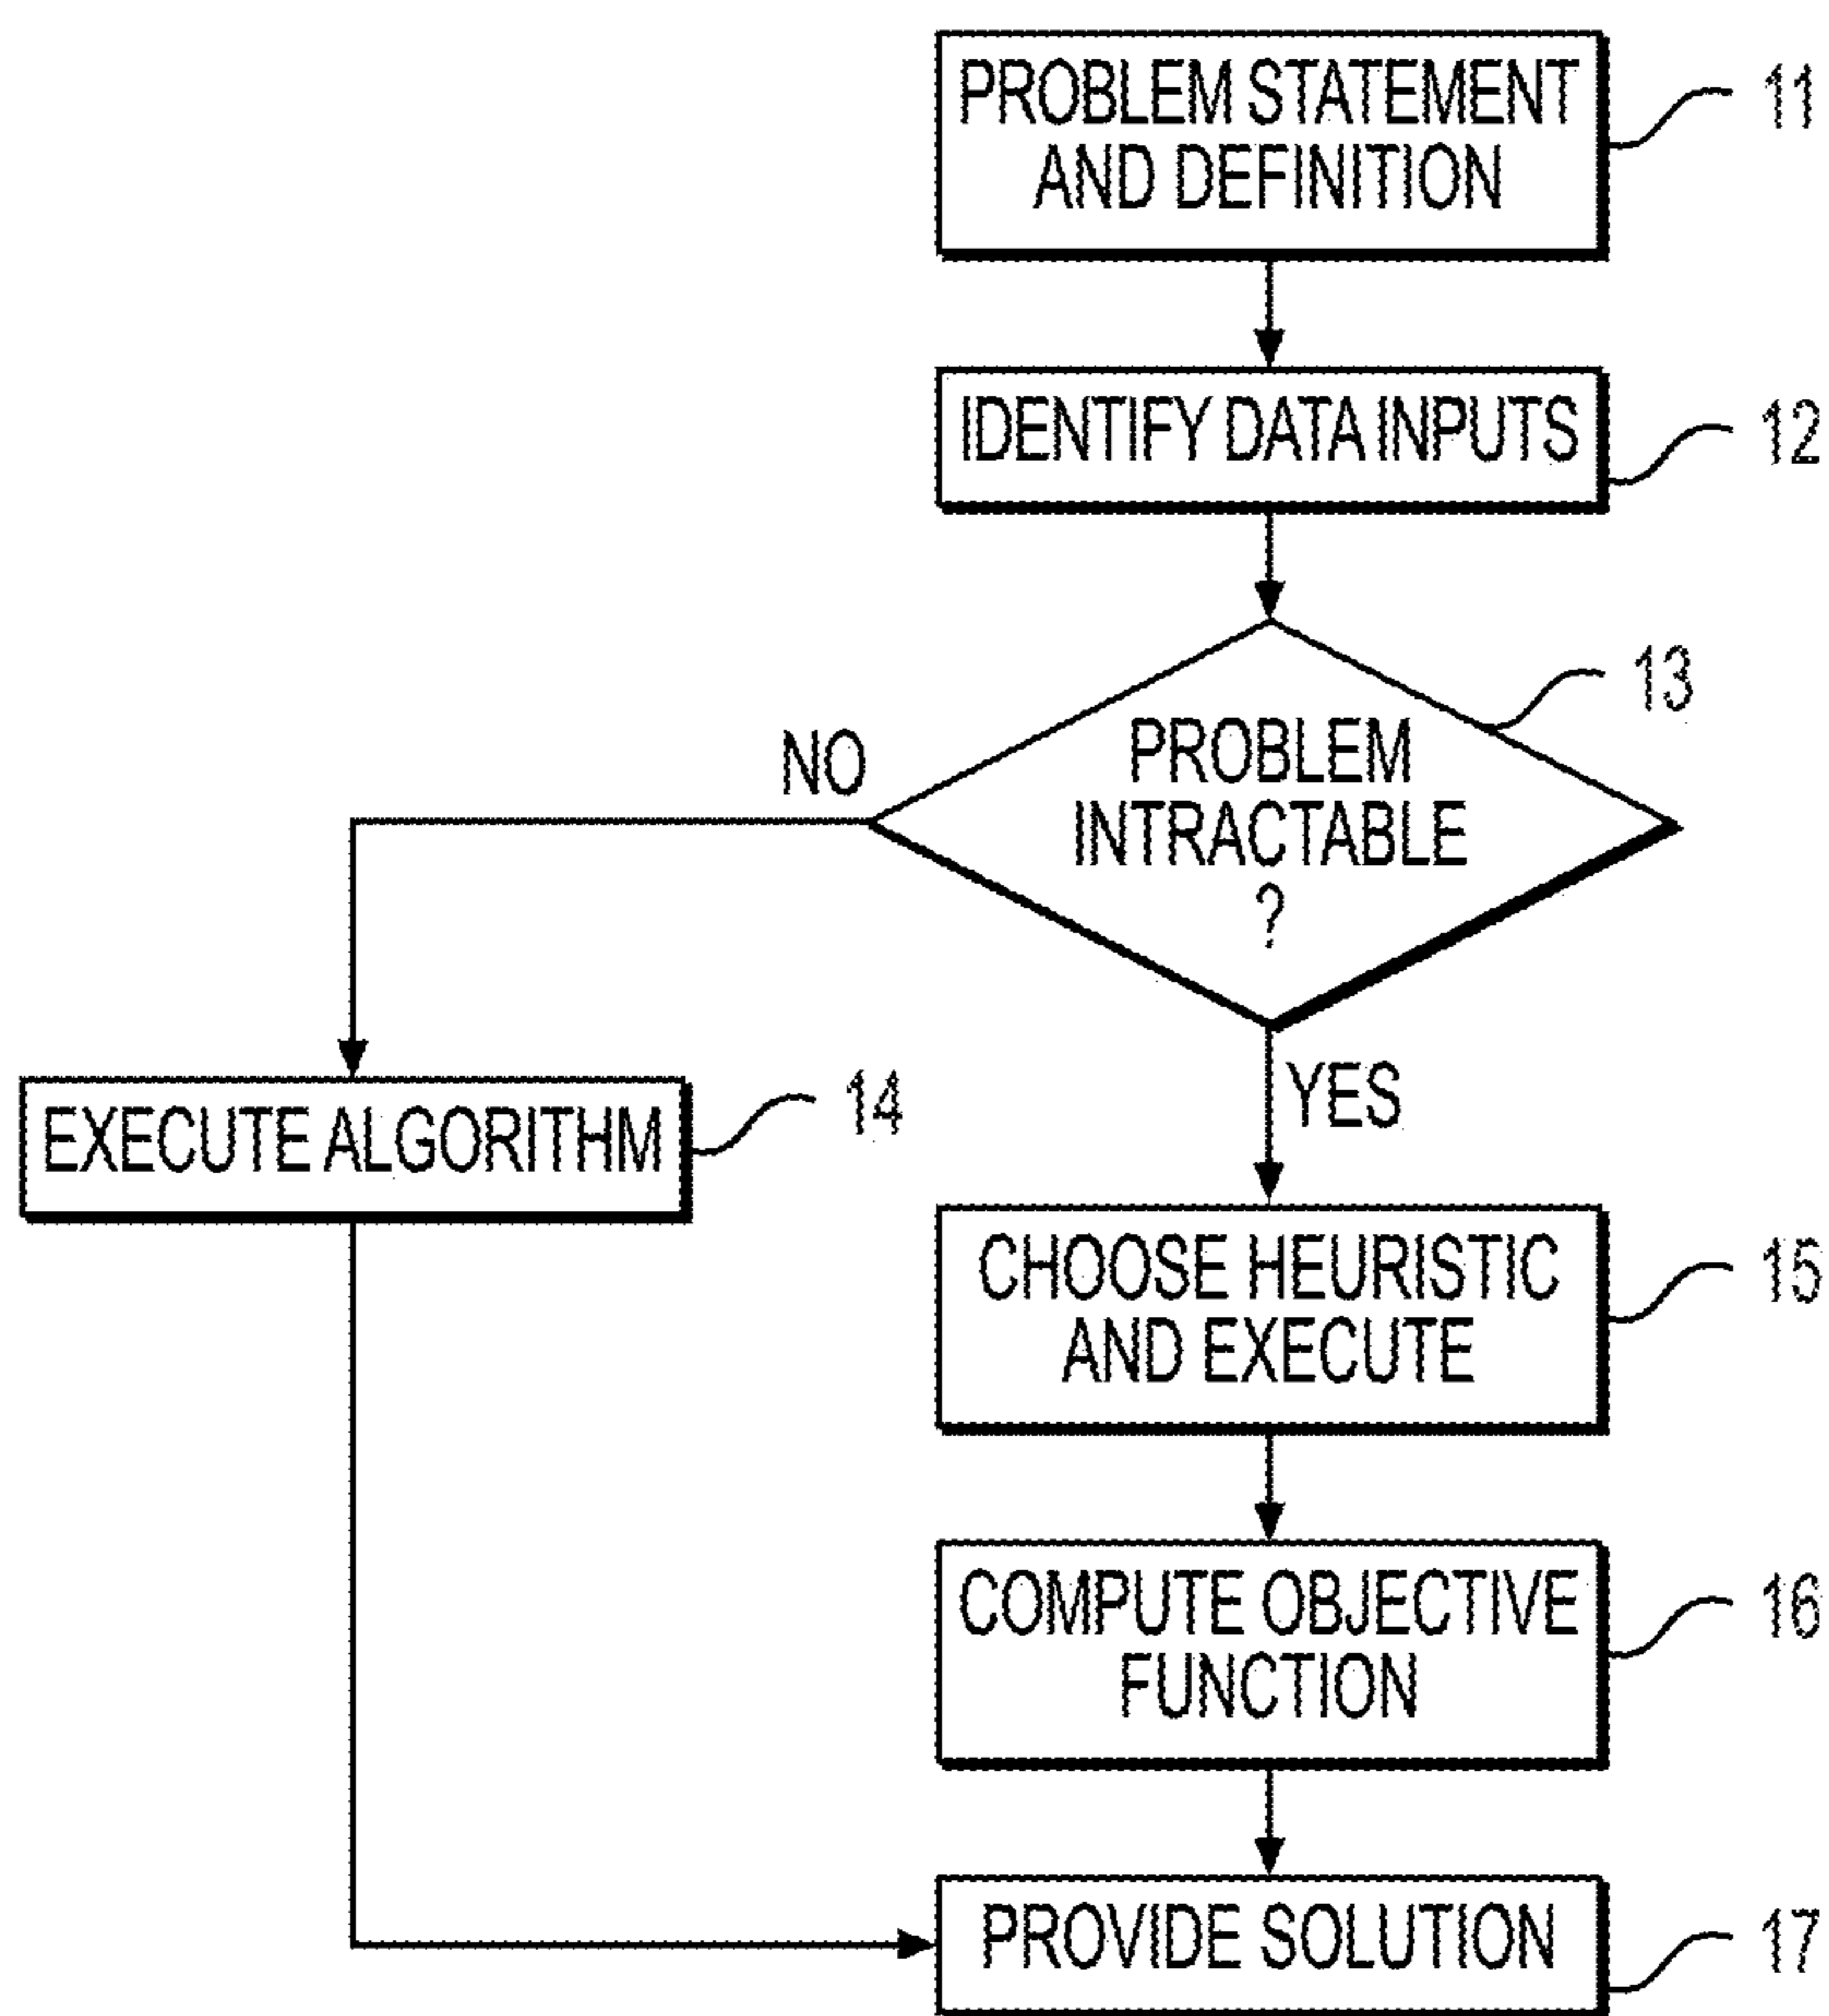 PROBLEM STATEMENT
AND DEFINITION
11
IDENTIFY DATA INPUTS
12
13
PROBLEM
INTRACTABLE
?
NO
YES
EXECUTE ALGORITHM
14
CHOOSE HEURISTIC
AND EXECUTE
15
COMPUTE OBJECTIVE
FUNCTION
16
PROVIDE SOLUTION
17